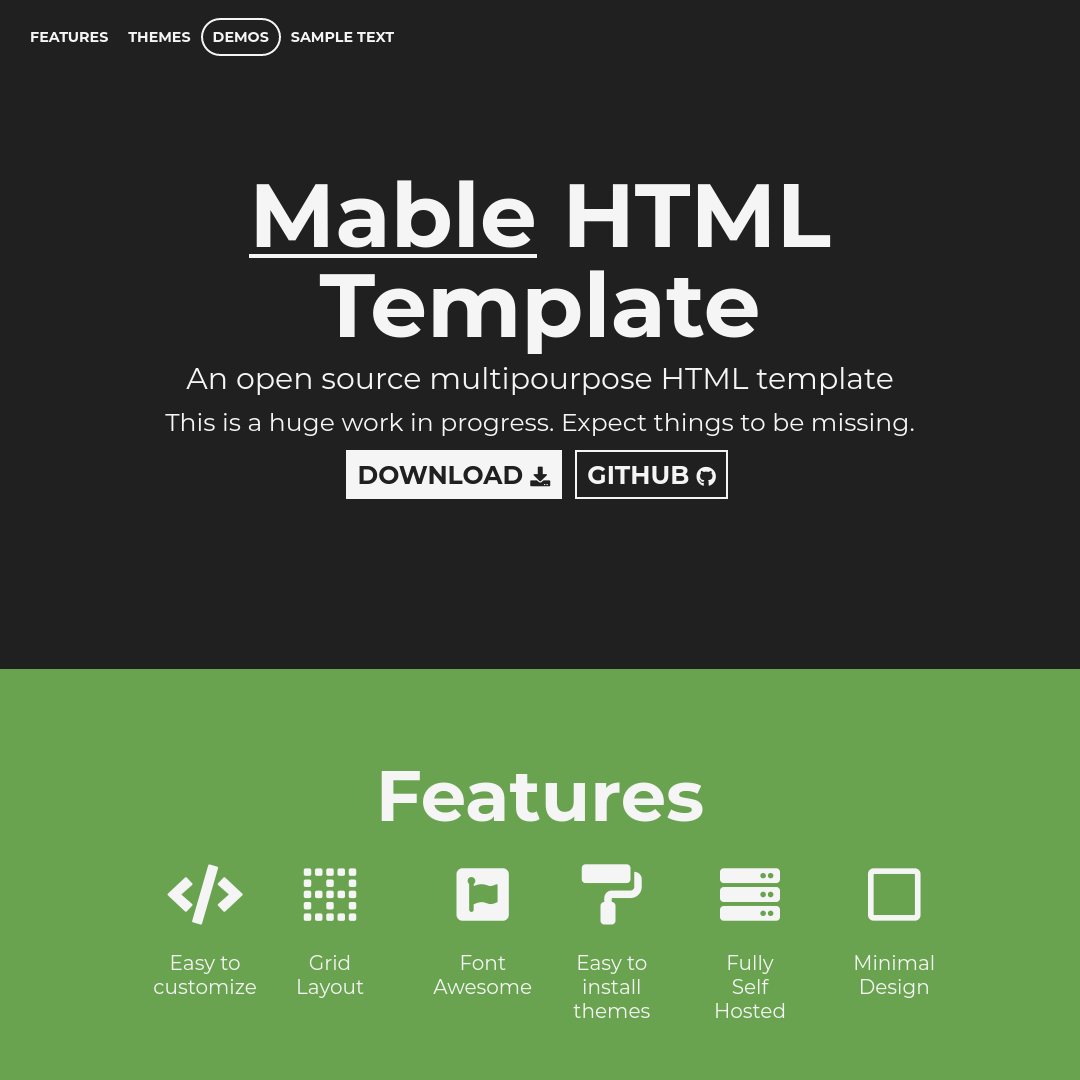 FEATURES THEMES DEMOS SAMPLE TEXT
Mable HTML
Template
An open source multipourpose HTML template
This is a huge work in progress. Expect things to be missing.
DOWNLOAD GITHUB
Features
Easy to
customize
Grid
Layout
Font
Awesome
Easy to
install
themes
Fully
Self
Hosted
Minimal
Design